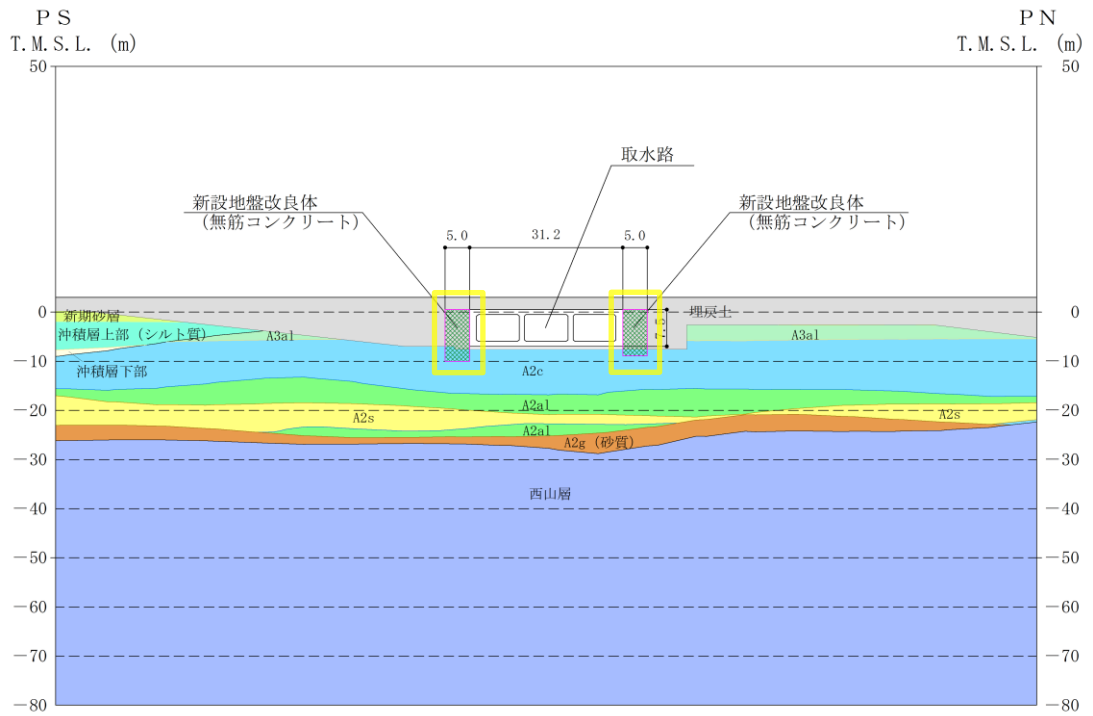 ＰＳ
T.M.S.L. (m)
ＰＮ
T.M.S.L. (m)
50
50
取水路
新設地盤改良体
（無筋コンクリート）
新設地盤改良体
（無筋コンクリート）
5.0
31.2
5.0
0
新期砂層
埋戻土
0
沖積層上部（シルト質）
A3al
A3al
－10
沖積層下部
A2c
－10
－20
A2al
A2s
A2s
－20
A2al
A2g（砂質）
－30
－30
西山層
－40
－40
－50
－50
－60
－60
－70
－70
－80
－80